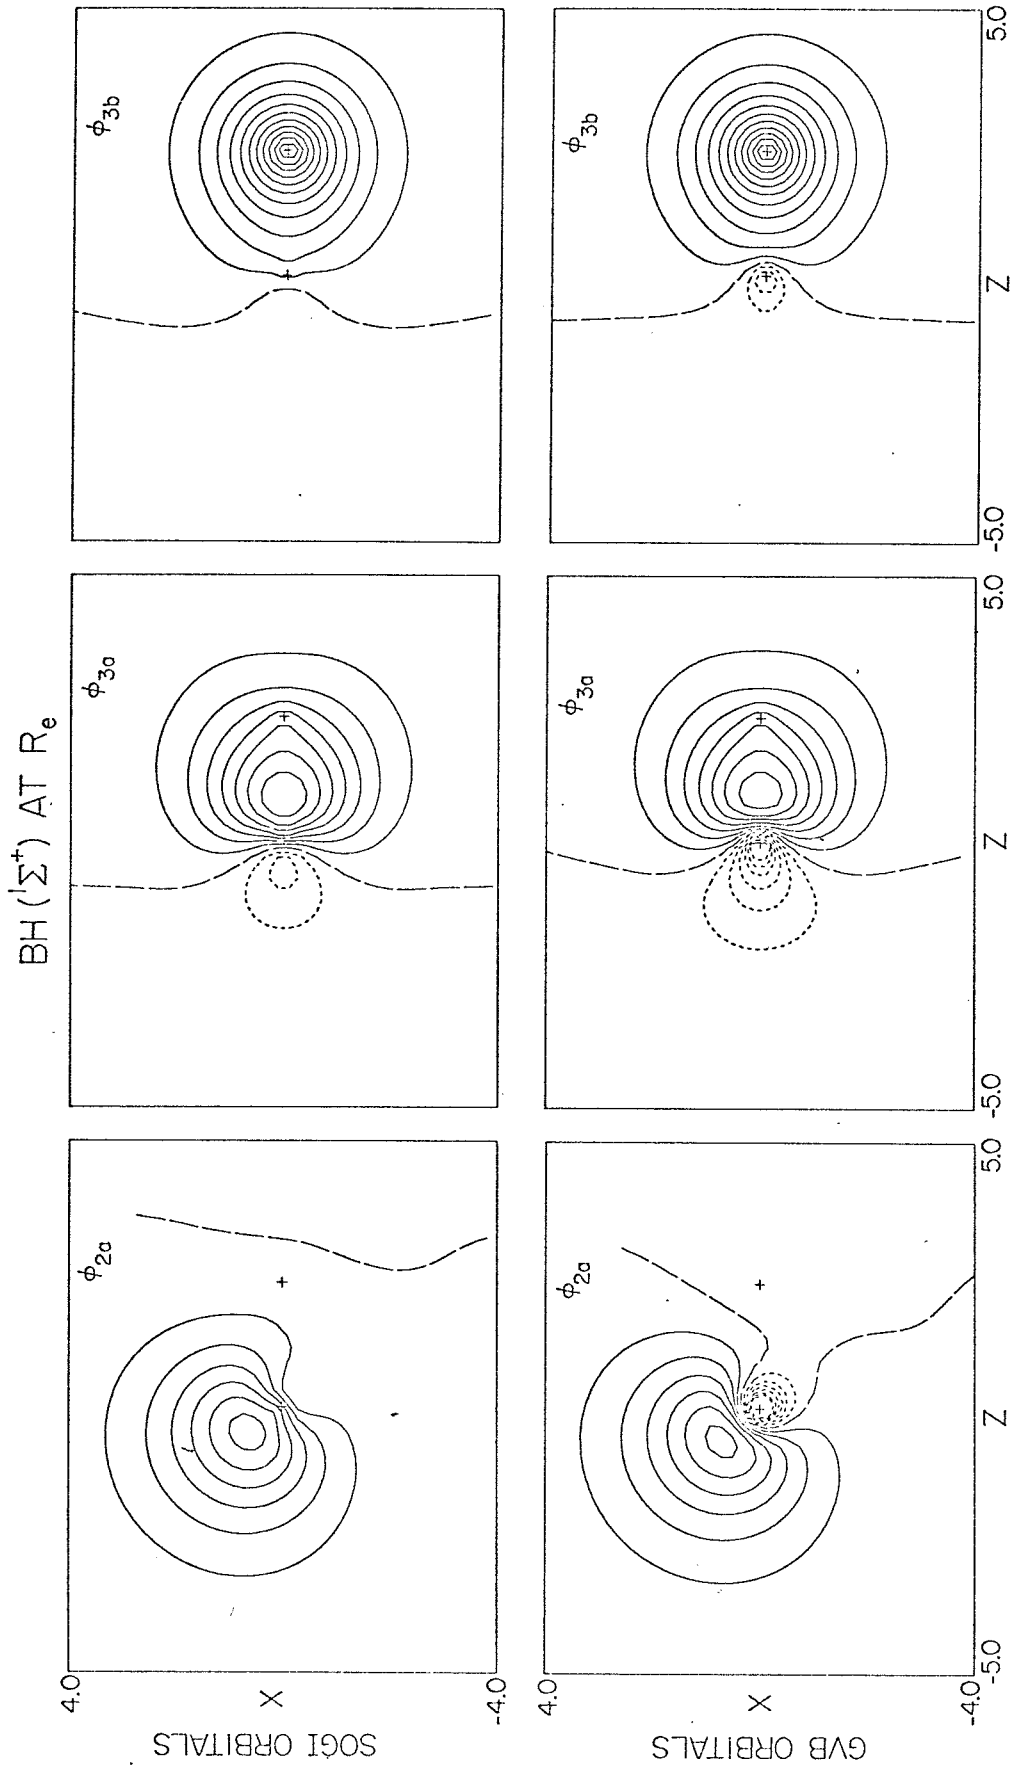 BH (¹Σ⁺) AT Rₑ
SOGI ORBITALS
4.0
X
-4.0
ϕ2a
ϕ3a
ϕ3b
GVB ORBITALS
4.0
X
-4.0
ϕ2a
ϕ3a
ϕ3b
-5.0
Z
5.0
-5.0
Z
5.0
-5.0
Z
5.0